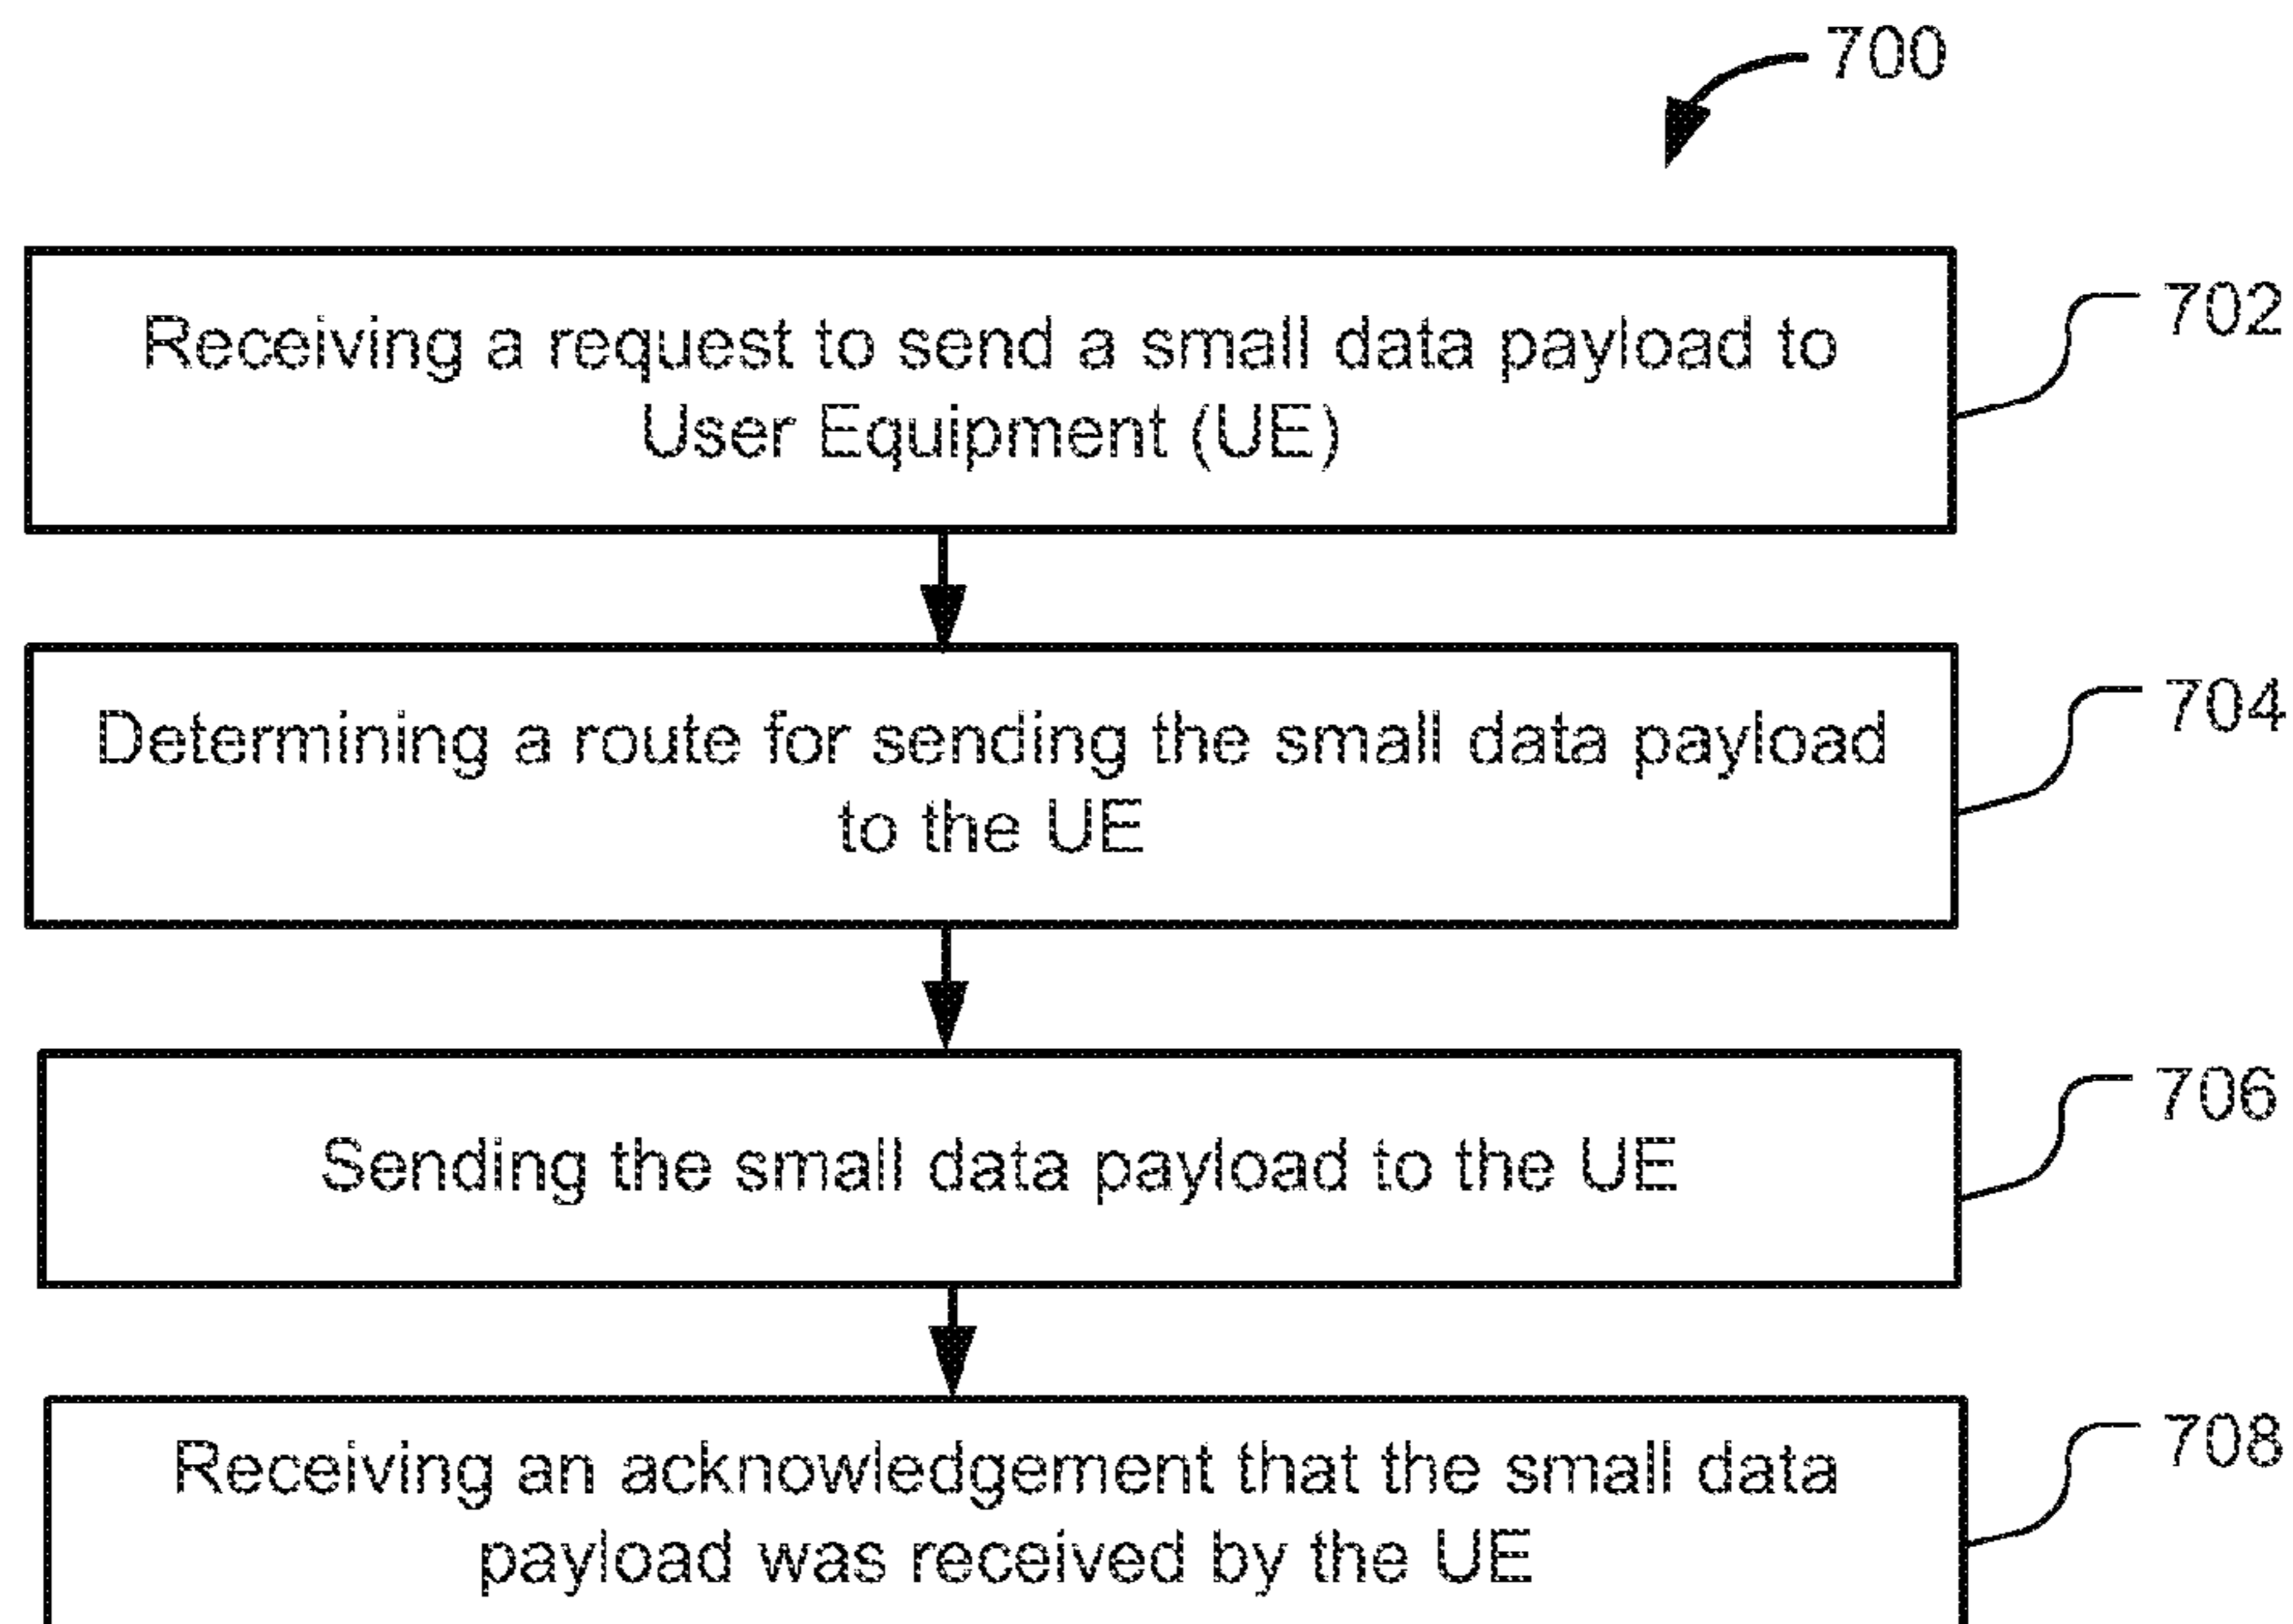 700
Receiving a request to send a small data payload to
User Equipment (UE)
702
Determining a route for sending the small data payload
to the UE
704
Sending the small data payload to the UE
706
Receiving an acknowledgement that the small data
payload was received by the UE
708